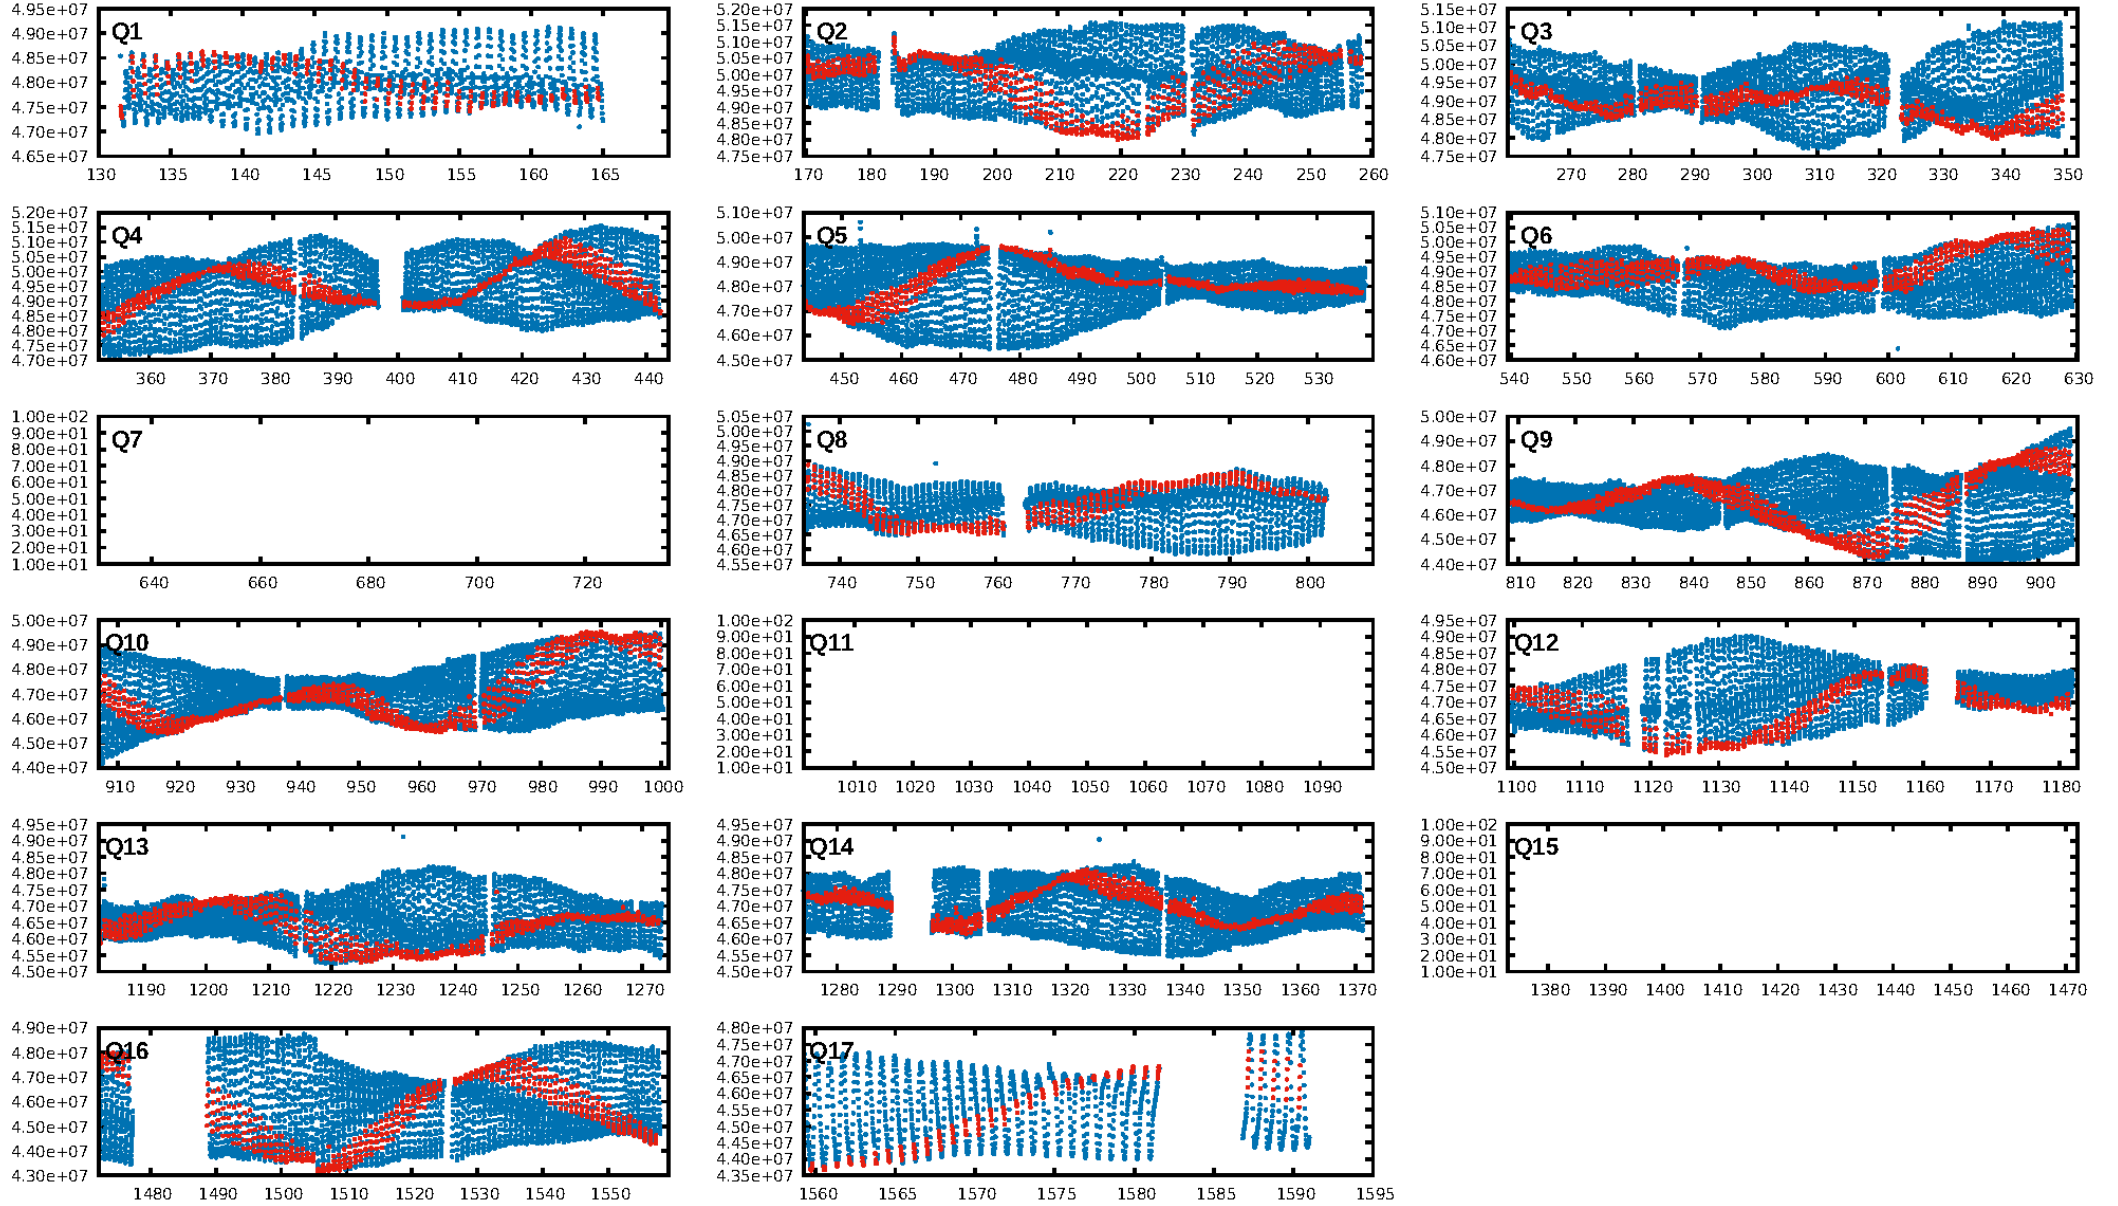 4.95e+07
4.90e+07
4.85e+07
4.80e+07
4.75e+07
4.70e+07
4.65e+07
Q1
130 135 140 145 150 155 160 165
5.20e+07
5.15e+07
5.10e+07
5.05e+07
5.00e+07
4.95e+07
4.90e+07
4.85e+07
4.80e+07
4.75e+07
Q2
170 180 190 200 210 220 230 240 250 260
5.15e+07
5.10e+07
5.05e+07
5.00e+07
4.95e+07
4.90e+07
4.85e+07
4.80e+07
4.75e+07
Q3
270 280 290 300 310 320 330 340 350
5.20e+07
5.15e+07
5.10e+07
5.05e+07
5.00e+07
4.95e+07
4.90e+07
4.85e+07
4.80e+07
4.75e+07
4.70e+07
Q4
360 370 380 390 400 410 420 430 440
5.10e+07
5.00e+07
4.90e+07
4.80e+07
4.70e+07
4.60e+07
4.50e+07
Q5
450 460 470 480 490 500 510 520 530
5.10e+07
5.05e+07
5.00e+07
4.95e+07
4.90e+07
4.85e+07
4.80e+07
4.75e+07
4.70e+07
4.65e+07
4.60e+07
Q6
540 550 560 570 580 590 600 610 620 630
1.00e+02
9.00e+01
8.00e+01
7.00e+01
6.00e+01
5.00e+01
4.00e+01
3.00e+01
2.00e+01
1.00e+01
Q7
640 660 680 700 720
5.05e+07
5.00e+07
4.95e+07
4.90e+07
4.85e+07
4.80e+07
4.75e+07
4.70e+07
4.65e+07
4.60e+07
4.55e+07
Q8
740 750 760 770 780 790 800
5.00e+07
4.90e+07
4.80e+07
4.70e+07
4.60e+07
4.50e+07
4.40e+07
Q9
810 820 830 840 850 860 870 880 890 900
5.00e+07
4.90e+07
4.80e+07
4.70e+07
4.60e+07
4.50e+07
4.40e+07
Q10
910 920 930 940 950 960 970 980 990 1000
1.00e+02
9.00e+01
8.00e+01
7.00e+01
6.00e+01
5.00e+01
4.00e+01
3.00e+01
2.00e+01
1.00e+01
Q11
1010 1020 1030 1040 1050 1060 1070 1080 1090
4.95e+07
4.90e+07
4.85e+07
4.80e+07
4.75e+07
4.70e+07
4.65e+07
4.60e+07
4.55e+07
4.50e+07
Q12
1100 1110 1120 1130 1140 1150 1160 1170 1180
4.95e+07
4.90e+07
4.85e+07
4.80e+07
4.75e+07
4.70e+07
4.65e+07
4.60e+07
4.55e+07
4.50e+07
Q13
1190 1200 1210 1220 1230 1240 1250 1260 1270
4.95e+07
4.90e+07
4.85e+07
4.80e+07
4.75e+07
4.70e+07
4.65e+07
4.60e+07
4.55e+07
4.50e+07
Q14
1280 1290 1300 1310 1320 1330 1340 1350 1360 1370
1.00e+02
9.00e+01
8.00e+01
7.00e+01
6.00e+01
5.00e+01
4.00e+01
3.00e+01
2.00e+01
1.00e+01
Q15
1380 1390 1400 1410 1420 1430 1440 1450 1460 1470
4.90e+07
4.80e+07
4.70e+07
4.60e+07
4.50e+07
4.40e+07
4.30e+07
Q16
1480 1490 1500 1510 1520 1530 1540 1550
4.80e+07
4.75e+07
4.70e+07
4.65e+07
4.60e+07
4.55e+07
4.50e+07
4.45e+07
4.40e+07
4.35e+07
Q17
1560 1565 1570 1575 1580 1585 1590 1595